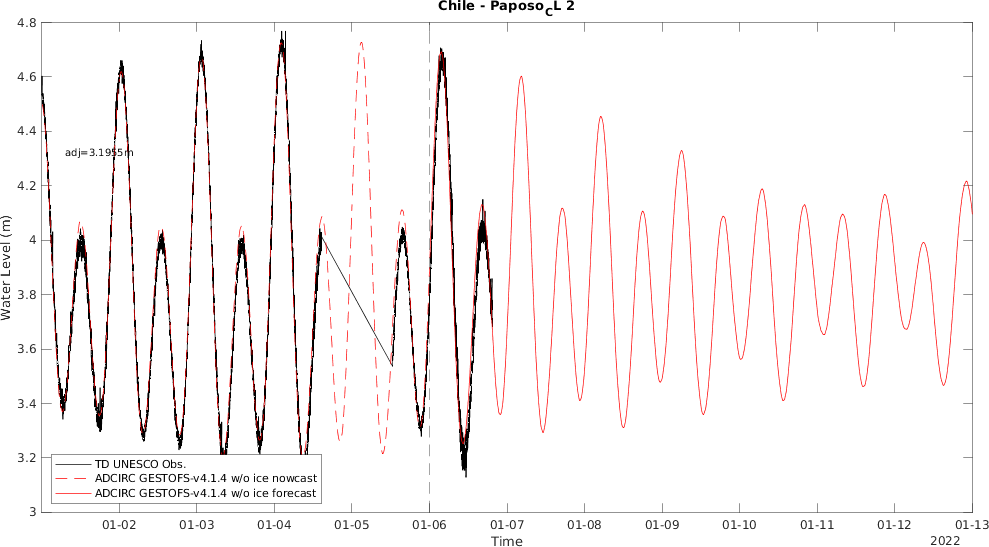 Chile - PaposoCL 2
4.8
4.6
4.4
4.2
4
3.8
3.6
3.4
3.2
3
Water Level (m)
adj=3.1955m
TD UNESCO Obs.
ADCIRC GESTOFS-v4.1.4 w/o ice nowcast
ADCIRC GESTOFS-v4.1.4 w/o ice forecast
01-02 01-03 01-04 01-05 01-06 01-07 01-08 01-09 01-10 01-11 01-12 01-13
Time
2022